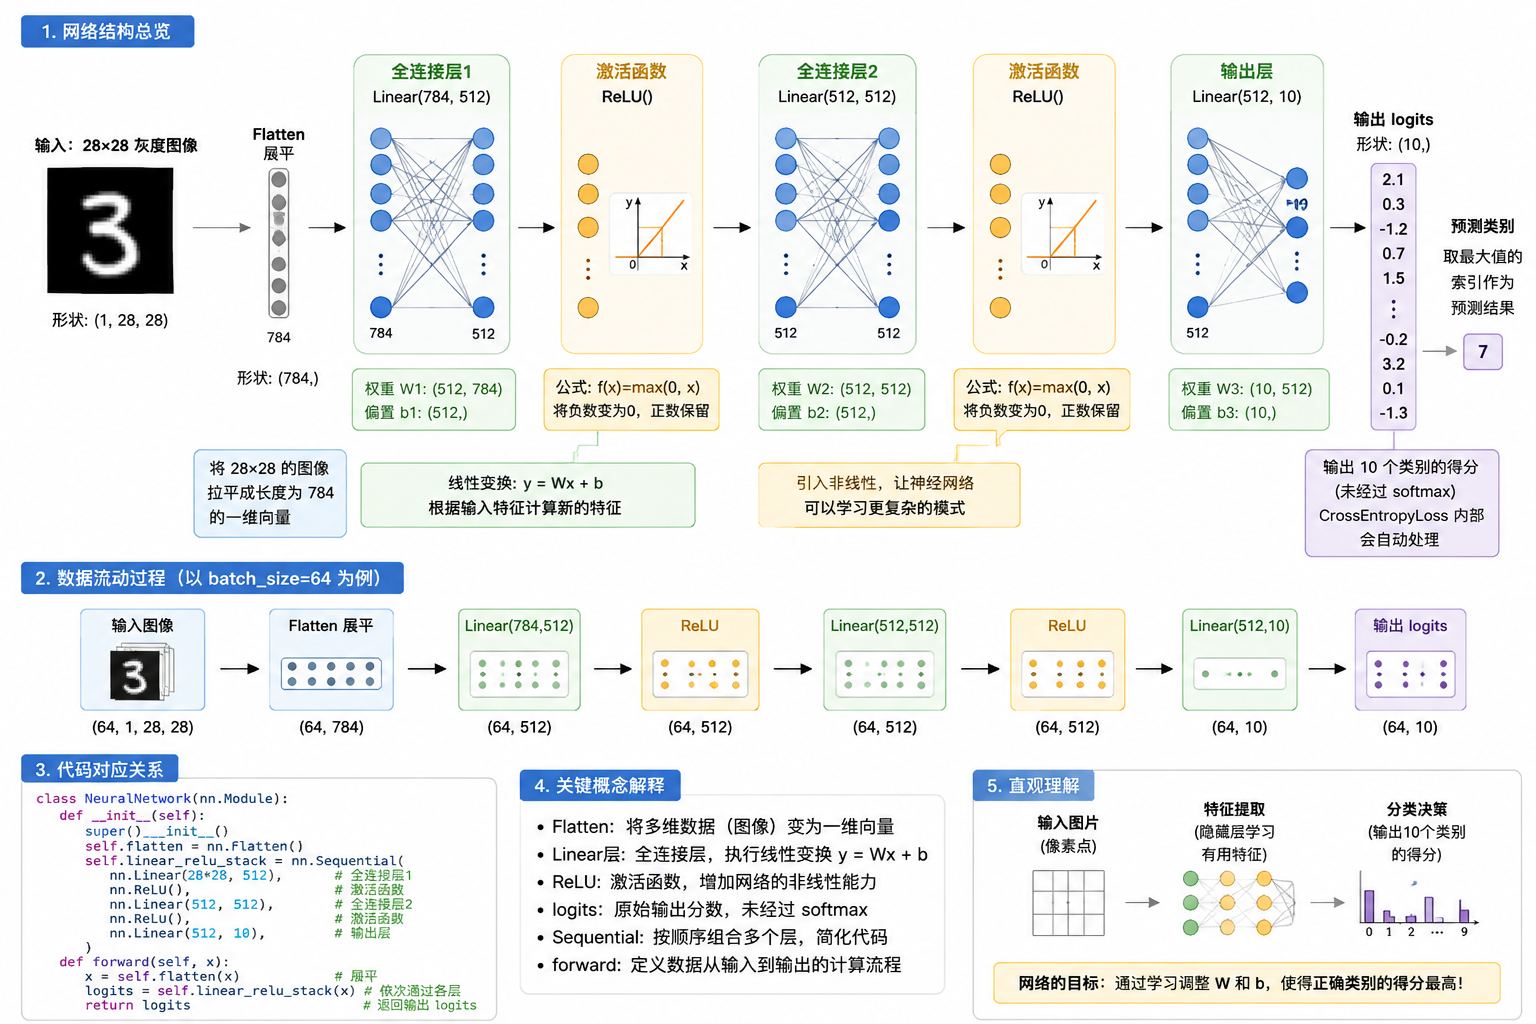 1. 网络结构总览
输入：28×28 灰度图像
形状: (1, 28, 28)
Flatten
展平
784
形状: (784,)
将 28×28 的图像
拉平成长度为 784
的一维向量
全连接层1
Linear(784, 512)
784
512
权重 W1: (512, 784)
偏置 b1: (512,)
激活函数
ReLU()
y
0
x
公式: f(x)=max(0, x)
将负数变为0，正数保留
线性变换: y = Wx + b
根据输入特征计算新的特征
全连接层2
Linear(512, 512)
512
512
权重 W2: (512, 512)
偏置 b2: (512,)
激活函数
ReLU()
y
0
x
公式: f(x)=max(0, x)
将负数变为0，正数保留
引入非线性，让神经网络
可以学习更复杂的模式
输出层
Linear(512, 10)
512
权重 W3: (10, 512)
偏置 b3: (10,)
输出 logits
形状: (10,)
2.1
0.3
-1.2
0.7
1.5
⋮
-0.2
3.2
0.1
-1.3
预测类别
取最大值的
索引作为
预测结果
7
输出 10 个类别的得分
(未经过 softmax)
CrossEntropyLoss 内部
会自动处理
2. 数据流动过程（以 batch_size=64 为例）
输入图像
(64, 1, 28, 28)
Flatten 展平
(64, 784)
Linear(784,512)
(64, 512)
ReLU
(64, 512)
Linear(512,512)
(64, 512)
ReLU
(64, 512)
Linear(512,10)
(64, 10)
输出 logits
(64, 10)
3. 代码对应关系
class NeuralNetwork(nn.Module):
def __init__(self):
super()___init__()
self.flatten = nn.Flatten()
self.linear_relu_stack = nn.Sequential(
nn.Linear(28*28, 512), # 全连接层1
nn.ReLU(), # 激活函数
nn.Linear(512, 512), # 全连接层2
nn.ReLU(), # 激活函数
nn.Linear(512, 10), # 输出层
)
def forward(self, x):
x = self.flatten(x) # 展平
logits = self.linear_relu_stack(x) # 依次通过各层
return logits # 返回输出 logits
4. 关键概念解释
• Flatten: 将多维数据（图像）变为一维向量
• Linear层: 全连接层，执行线性变换 y = Wx + b
• ReLU: 激活函数，增加网络的非线性能力
• logits: 原始输出分数，未经过 softmax
• Sequential: 按顺序组合多个层，简化代码
• forward: 定义数据从输入到输出的计算流程
5. 直观理解
输入图片
(像素点)
特征提取
(隐藏层学习
有用特征)
分类决策
(输出10个类别
的得分)
0 1 2 … 9
网络的目标：通过学习调整 W 和 b，使得正确类别的得分最高！